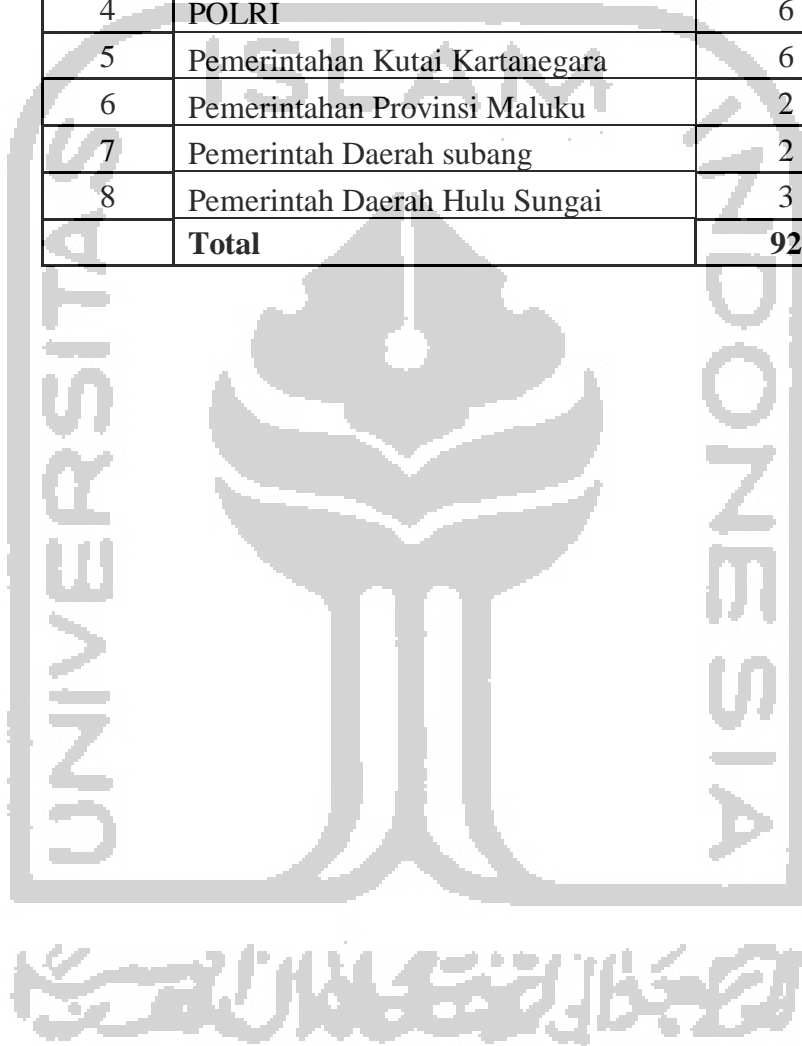 4 POLRI 6
5 Pemerintahan Kutai Kartanegara 6
6 Pemerintahan Provinsi Maluku 2
7 Pemerintah Daerah subang 2
8 Pemerintah Daerah Hulu Sungai 3
Total 92
UNIVERSITAS
ISLAM
INDONESIA